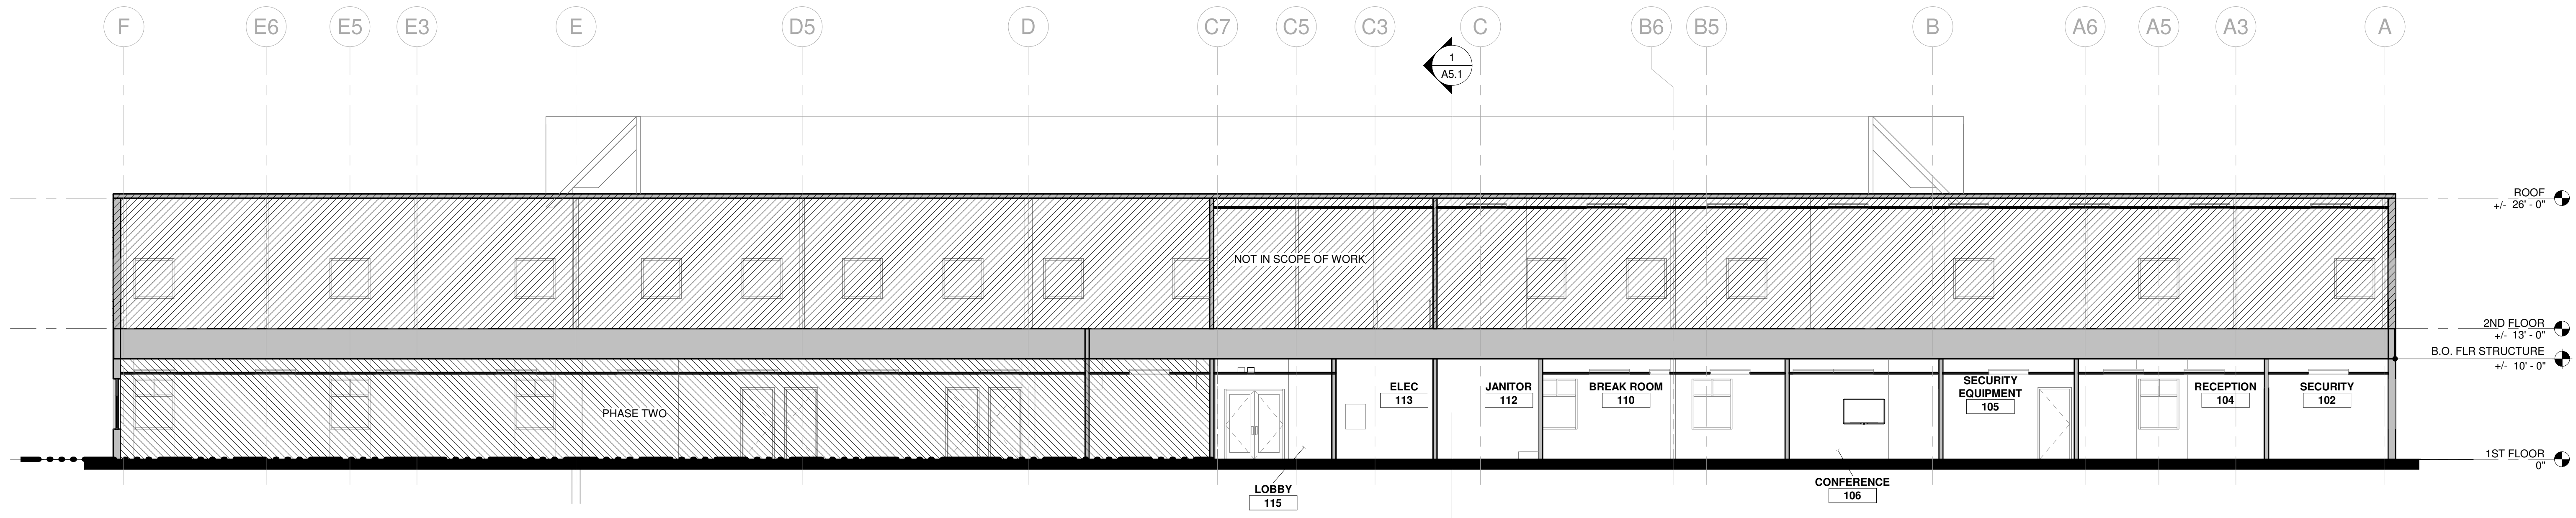 F
E6
E5
E3
E
D5
D
C7
C5
C3
C
B6
B5
B
A6
A5
A3
A
1
A5.1
ROOF
+/- 26' - 0"
NOT IN SCOPE OF WORK
2ND FLOOR
+/- 13' - 0"
B.O. FLR STRUCTURE
+/- 10' - 0"
PHASE TWO
ELEC
113
JANITOR
112
BREAK ROOM
110
SECURITY
EQUIPMENT
105
RECEPTION
104
SECURITY
102
1ST FLOOR
0"
LOBBY
115
CONFERENCE
106